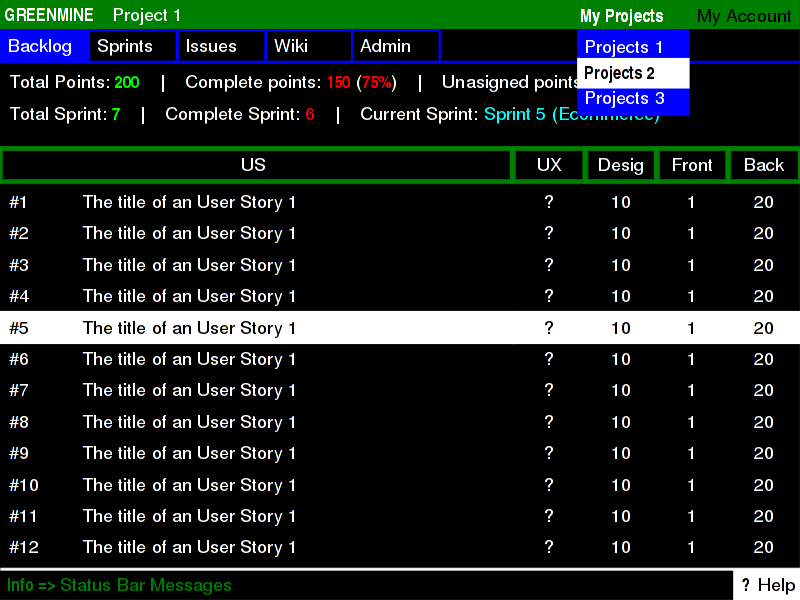 GREENMINE Project 1 My Projects My Account
Backlog Sprints Issues Wiki Admin Projects 1
Projects 2
Total Points: 200 | Complete points: 150 (75%) | Unasigned points
Projects 3
Total Sprint: 7 | Complete Sprint: 6 | Current Sprint: Sprint 5 (Ecommerce)
US UX Desig Front Back
#1 The title of an User Story 1 ? 10 1 20
#2 The title of an User Story 1 ? 10 1 20
#3 The title of an User Story 1 ? 10 1 20
#4 The title of an User Story 1 ? 10 1 20
#5 The title of an User Story 1 ? 10 1 20
#6 The title of an User Story 1 ? 10 1 20
#7 The title of an User Story 1 ? 10 1 20
#8 The title of an User Story 1 ? 10 1 20
#9 The title of an User Story 1 ? 10 1 20
#10 The title of an User Story 1 ? 10 1 20
#11 The title of an User Story 1 ? 10 1 20
#12 The title of an User Story 1 ? 10 1 20
Info => Status Bar Messages ? Help